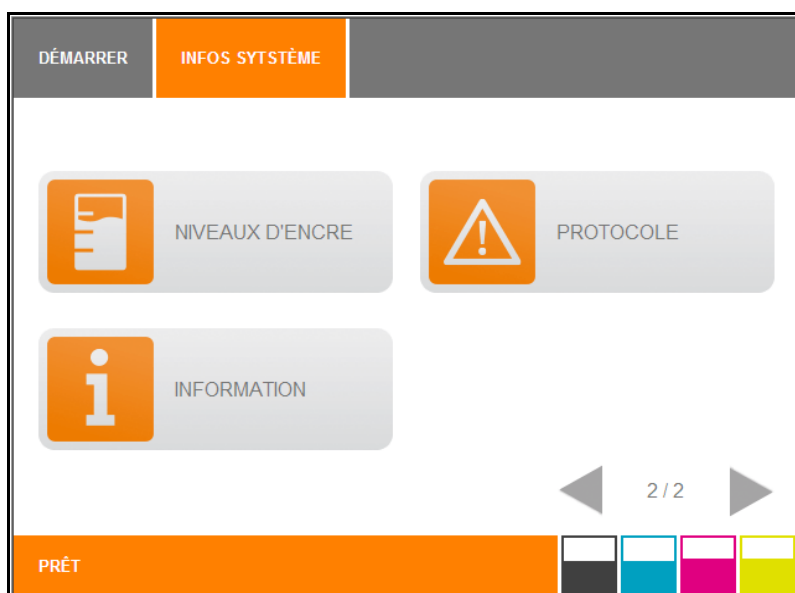 DÉMARRER
INFOS SYTSTÈME
NIVEAUX D'ENCRE
PROTOCOLE
INFORMATION
2 / 2
PRÊT